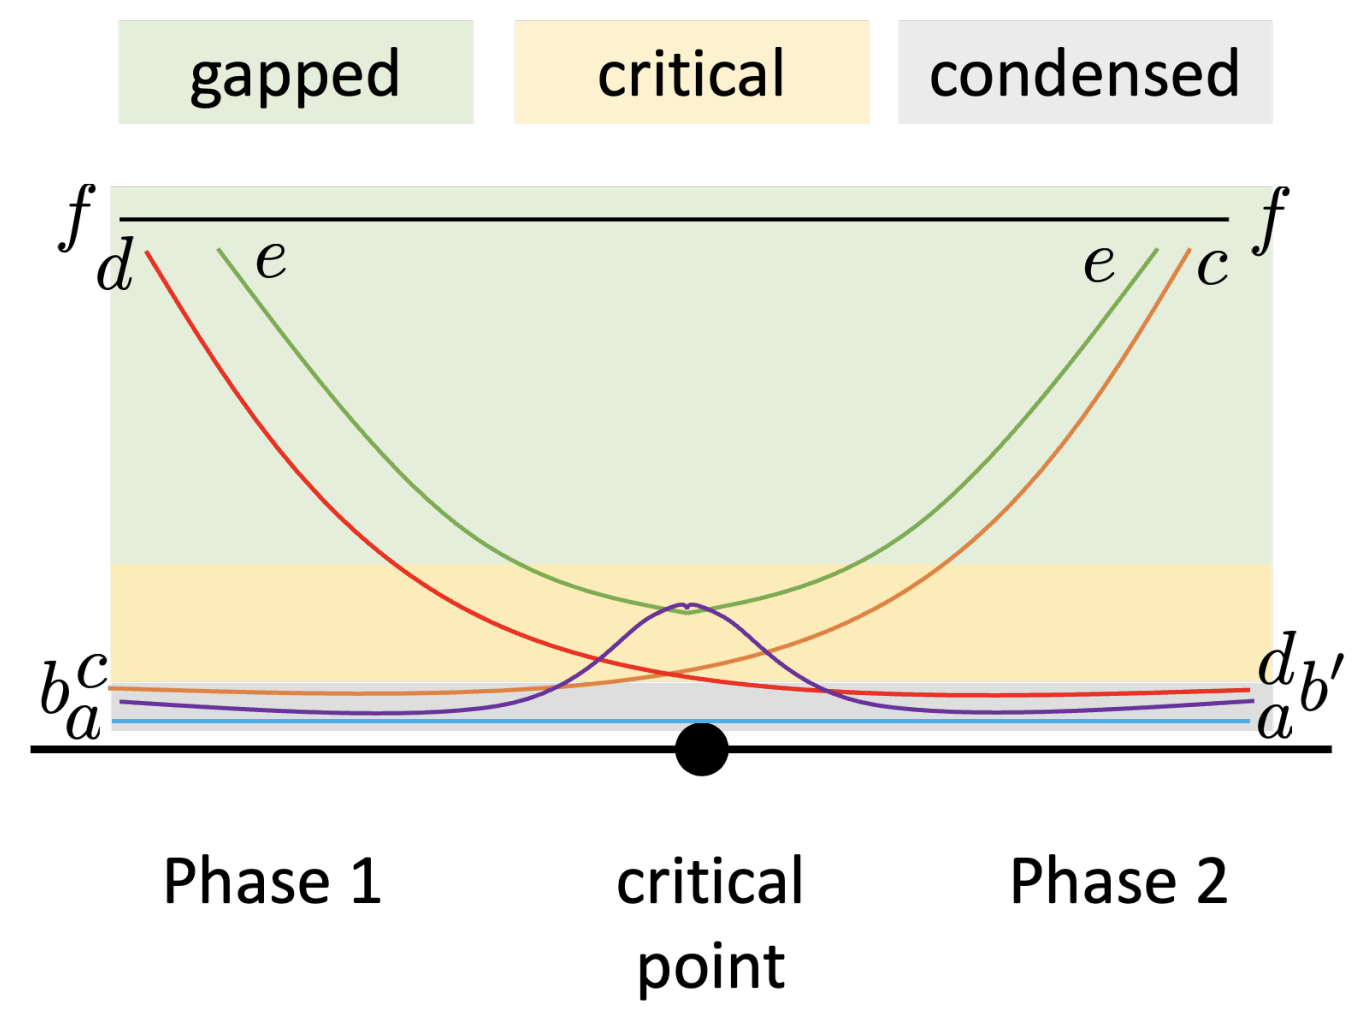 gapped critical condensed
f f
d e e c
c d
b b′
a a
Phase 1 critical Phase 2
point